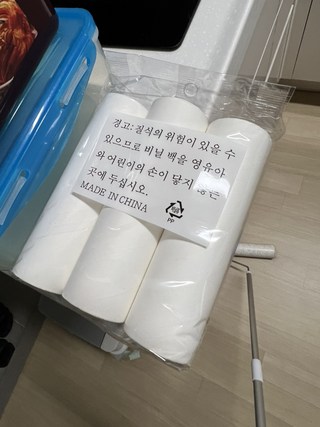 경고: 질식의 위험이 있을 수
있으므로 비닐 백을 영유아
와 어린이의 손이 닿지 않는
곳에 두십시오.
MADE IN CHINA
PP